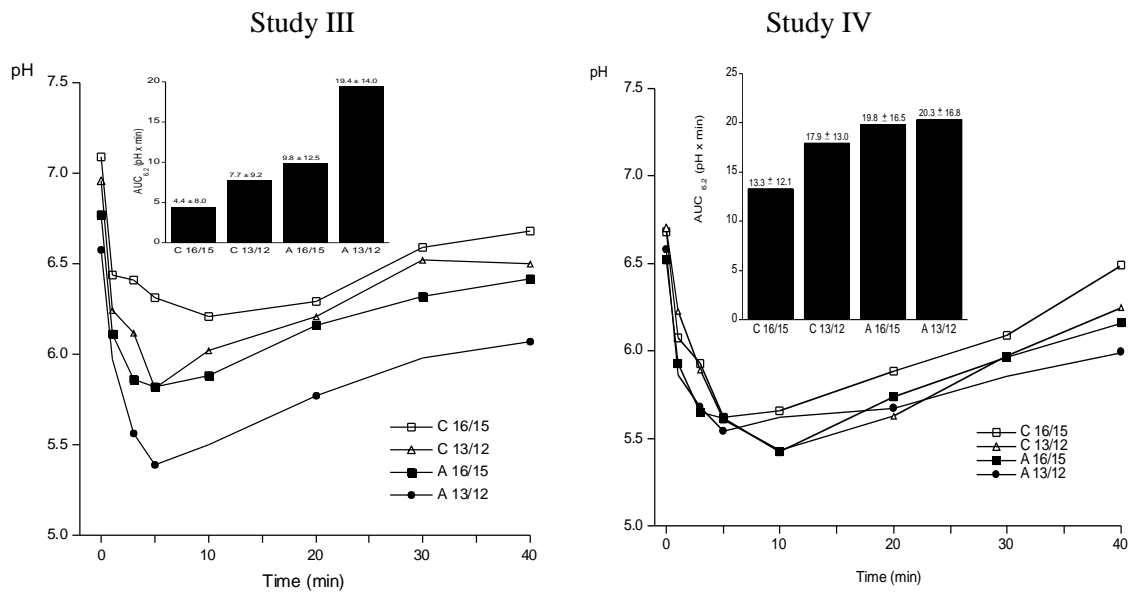 Study III
Study IV
pH
7.5
7.0
6.5
6.0
5.5
5.0
0
10
20
30
40
Time (min)
AUC 6.2 (pH x min)
20
15
10
5
0
4.4 ± 8.0
7.7 ± 9.2
9.8 ± 12.5
19.4 ± 14.0
C 16/15
C 13/12
A 16/15
A 13/12
C 16/15
C 13/12
A 16/15
A 13/12
pH
7.5
7.0
6.5
6.0
5.5
5.0
0
10
20
30
40
Time (min)
AUC 6.2 (pH x min)
25
20
15
10
5
0
13.3 ± 12.1
17.9 ± 13.0
19.8 ± 16.5
20.3 ± 16.8
C 16/15
C 13/12
A 16/15
A 13/12
C 16/15
C 13/12
A 16/15
A 13/12